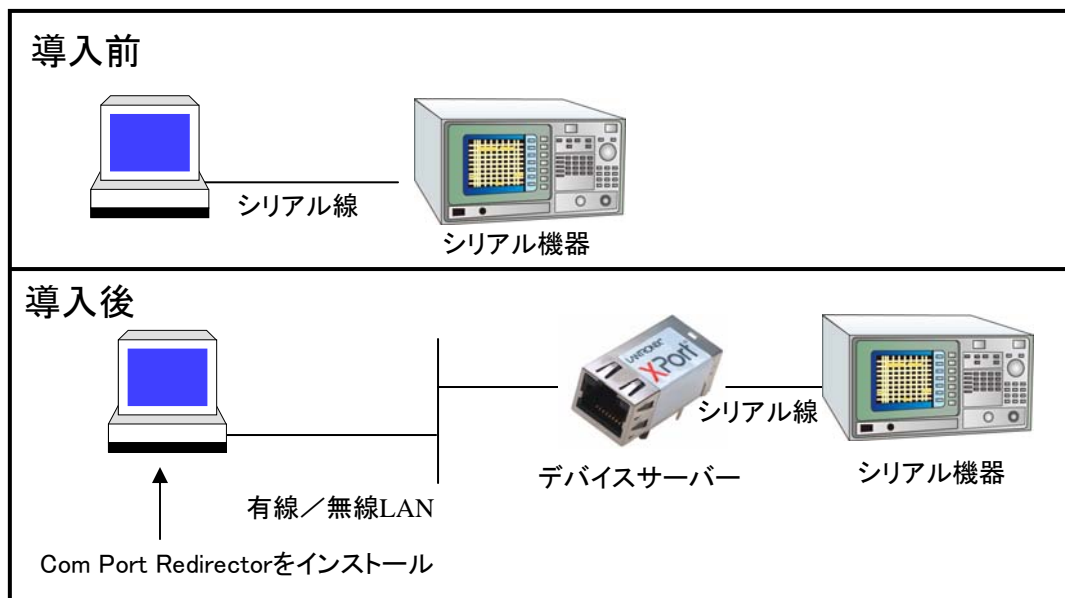 導入前
シリアル線
シリアル機器
導入後
LANTRONIX
XPort
シリアル線
デバイスサーバー
シリアル機器
有線／無線LAN
Com Port Redirectorをインストール